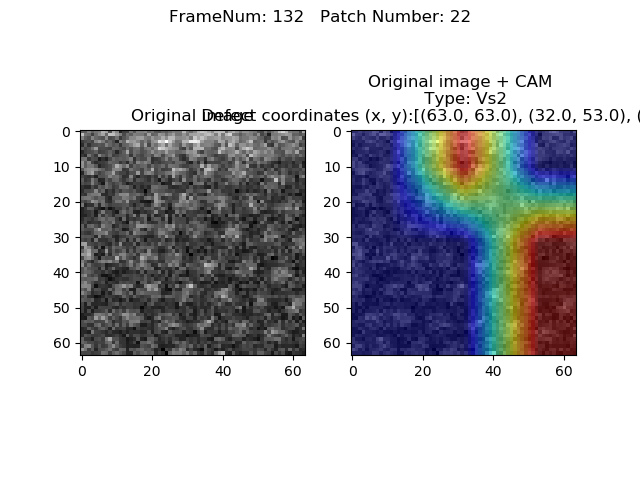 FrameNum: 132   Patch Number: 22
Original image + CAM
Type: Vs2
Original Image
Defect coordinates (x, y):[(63.0, 63.0), (32.0, 53.0), (
0
10
20
30
40
50
60
0 20 40 60
0
10
20
30
40
50
60
0 20 40 60